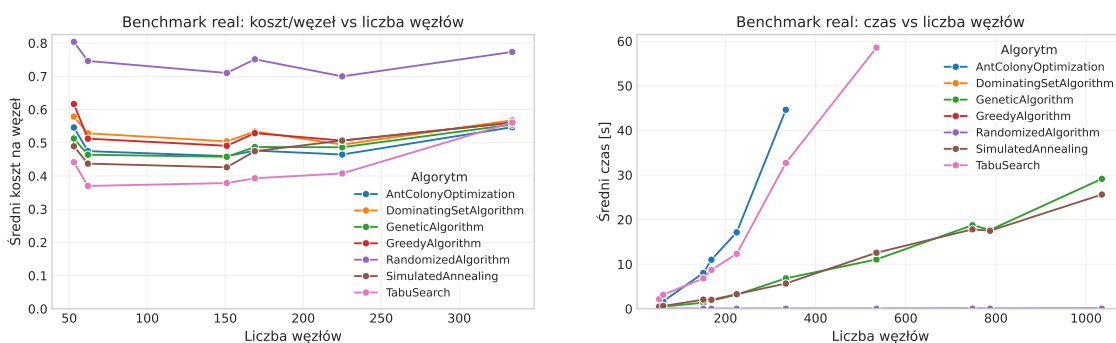 Benchmark real: koszt/węzeł vs liczba węzłów
Średni koszt na węzeł
0.8
0.7
0.6
0.5
0.4
0.3
0.2
0.1
0.0
50
100
150
200
250
300
Liczba węzłów
Algorytm
AntColonyOptimization
DominatingSetAlgorithm
GeneticAlgorithm
GreedyAlgorithm
RandomizedAlgorithm
SimulatedAnnealing
TabuSearch
Benchmark real: czas vs liczba węzłów
Średni czas [s]
60
50
40
30
20
10
0
200
400
600
800
1000
Liczba węzłów
Algorytm
AntColonyOptimization
DominatingSetAlgorithm
GeneticAlgorithm
GreedyAlgorithm
RandomizedAlgorithm
SimulatedAnnealing
TabuSearch